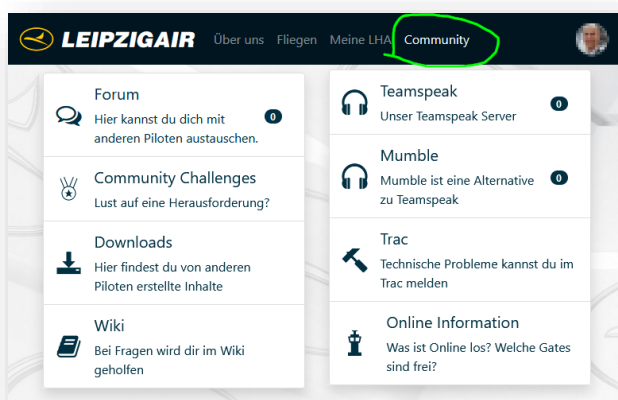 LEIPZIGAIR Über uns Fliegen Meine LHA Community
Forum
Hier kannst du dich mit
anderen Piloten austauschen.
0
Community Challenges
Lust auf eine Herausforderung?
Downloads
Hier findest du von anderen
Piloten erstellte Inhalte
Wiki
Bei Fragen wird dir im Wiki
geholfen
Teamspeak
Unser Teamspeak Server
0
Mumble
Mumble ist eine Alternative
zu Teamspeak
0
Trac
Technische Probleme kannst du im
Trac melden
Online Information
Was ist Online los? Welche Gates
sind frei?